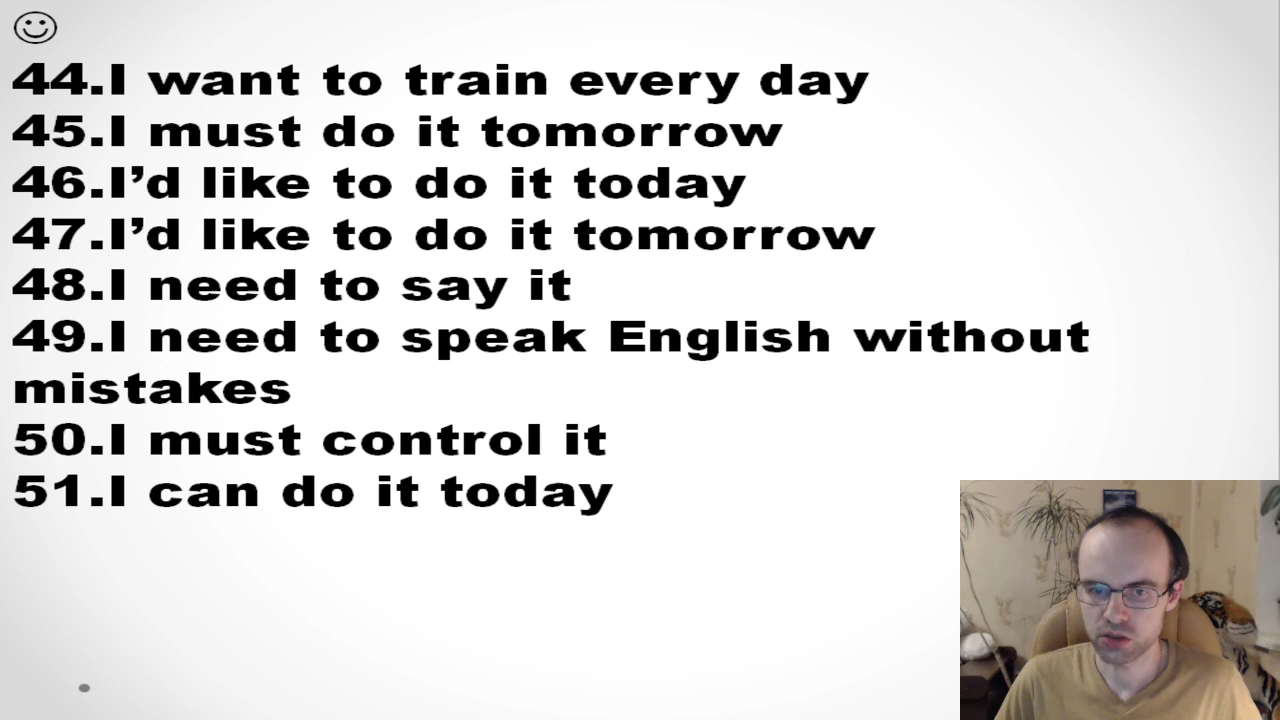 44.I want to train every day
45.I must do it tomorrow
46.I’d like to do it today
47.I’d like to do it tomorrow
48.I need to say it
49.I need to speak English without
mistakes
50.I must control it
51.I can do it today